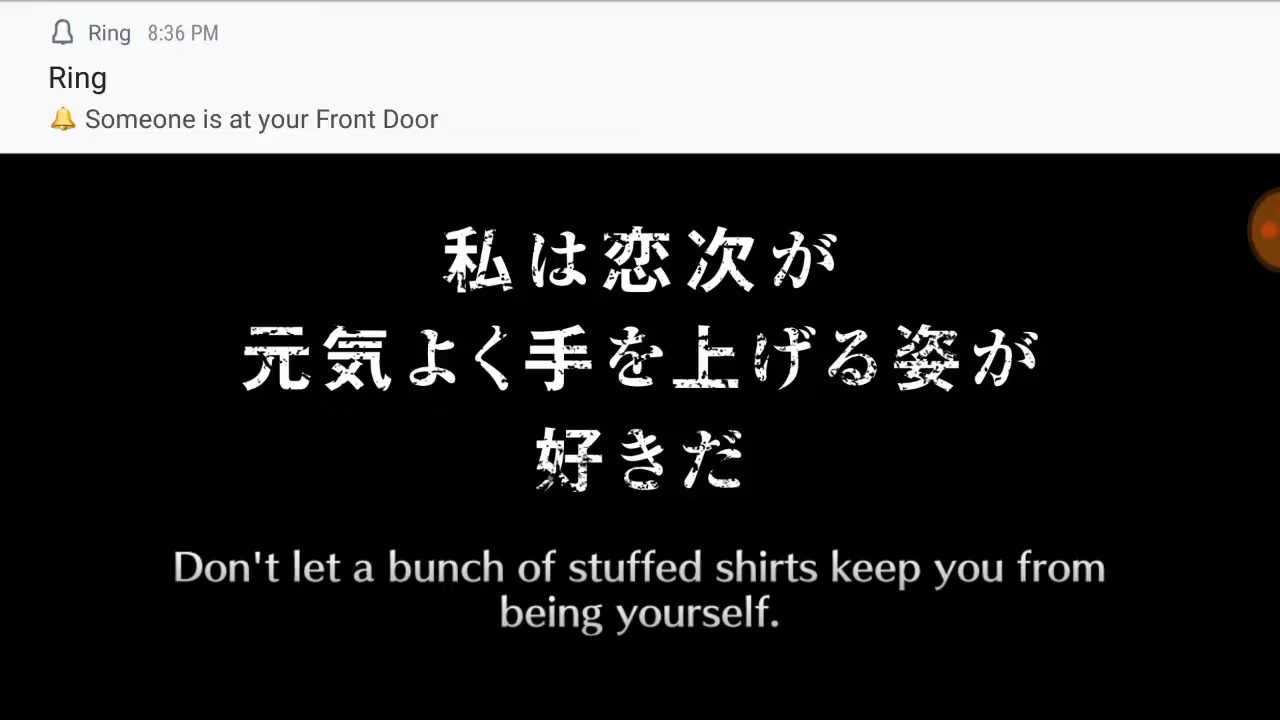 Ring 8:36 PM
Ring
🔔 Someone is at your Front Door
私は恋次が
元気よく手を上げる姿が
好きだ
Don't let a bunch of stuffed shirts keep you from
being yourself.